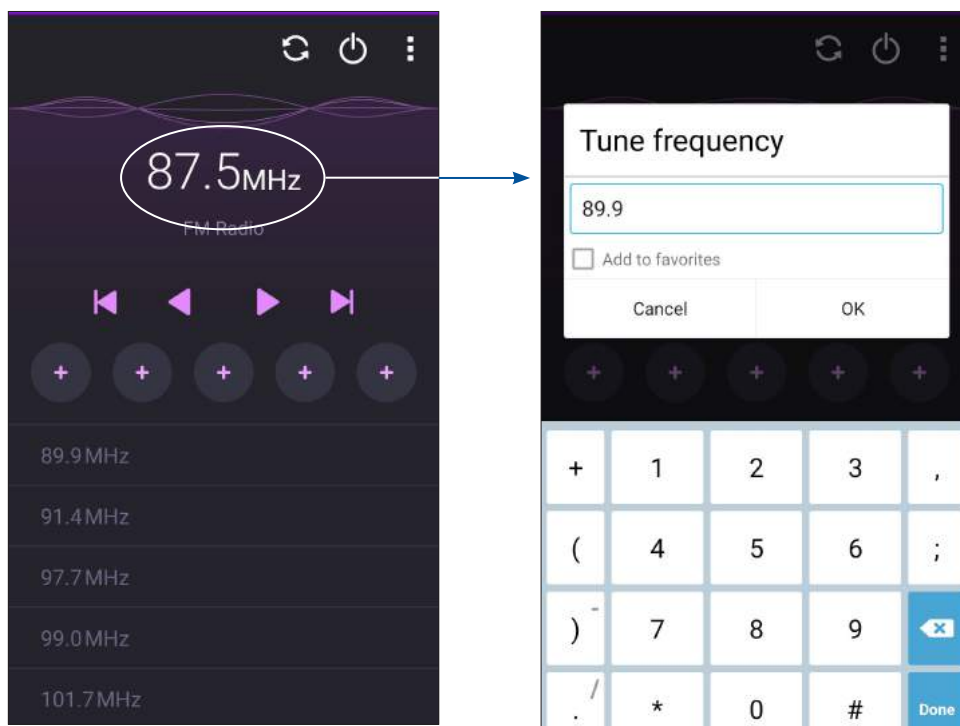 87.5MHz
FM Radio
+ + + + +
89.9MHz
91.4MHz
97.7MHz
99.0MHz
101.7MHz
Tune frequency
89.9
Add to favorites
Cancel OK
+ + + + +
+ 1 2 3 ,
( 4 5 6 ;
) - 7 8 9
. / * 0 # Done